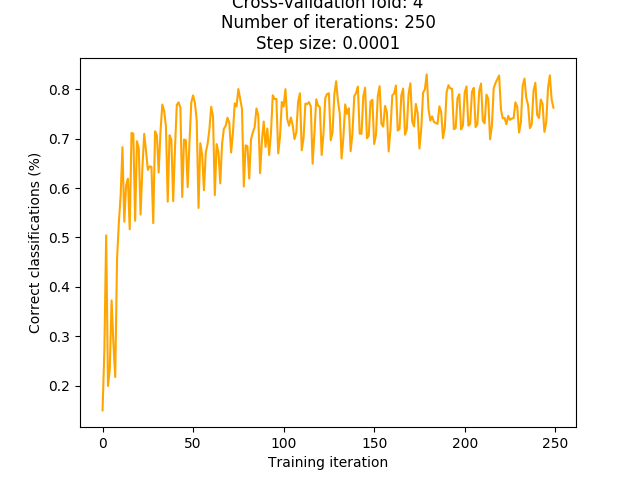 Cross-validation fold: 4
Number of iterations: 250
Step size: 0.0001
0.8
0.7
0.6
0.5
0.4
0.3
0.2
Correct classifications (%)
0 50 100 150 200 250
Training iteration